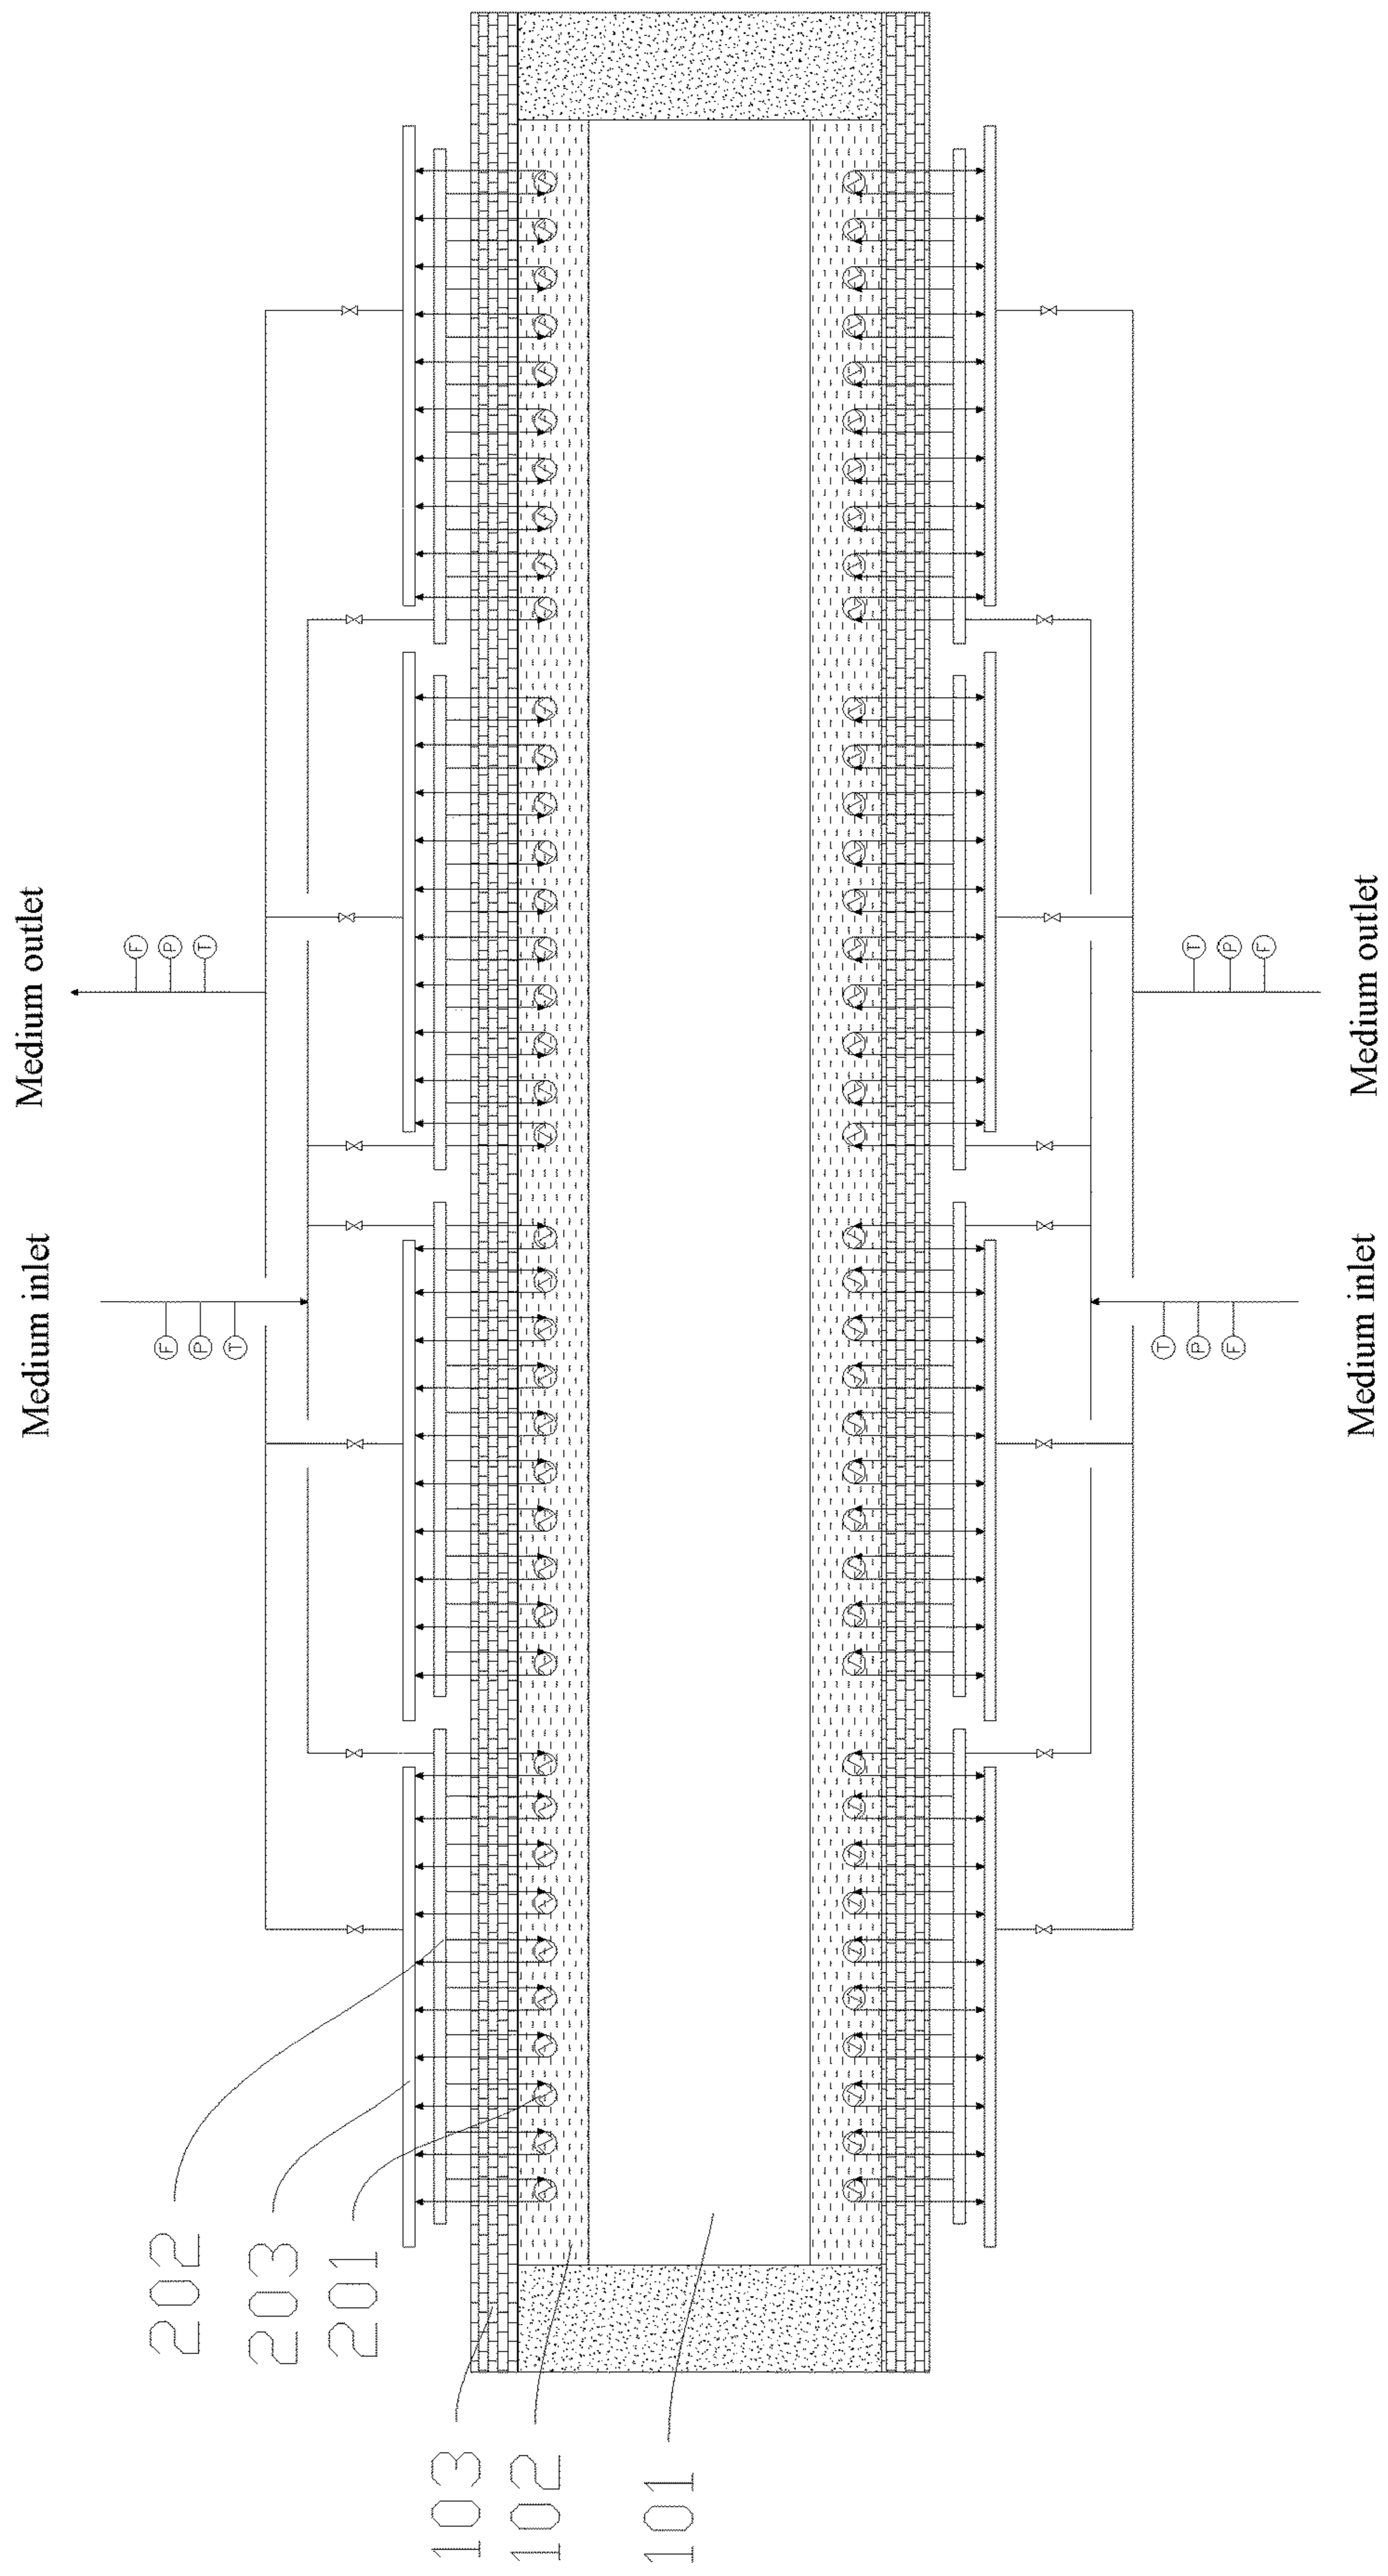 Medium inlet
Medium outlet
F
P
T
F
P
T
202
203
201
103
102
101
T
P
F
T
P
F
Medium inlet
Medium outlet